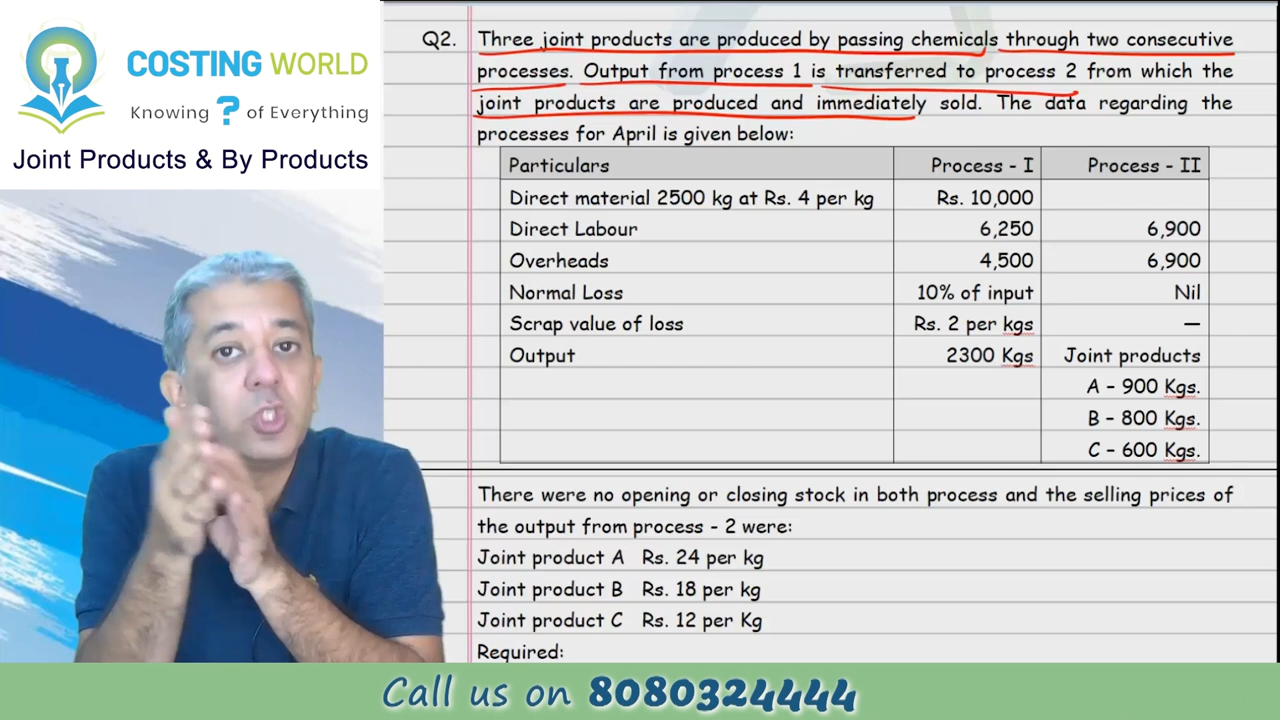 COSTING WORLD
Knowing ? of Everything
Joint Products & By Products
Q2. Three joint products are produced by passing chemicals through two consecutive
processes. Output from process 1 is transferred to process 2 from which the
joint products are produced and immediately sold. The data regarding the
processes for April is given below:
Particulars Process - I Process - II
Direct material 2500 kg at Rs. 4 per kg Rs. 10,000
Direct Labour 6,250 6,900
Overheads 4,500 6,900
Normal Loss 10% of input Nil
Scrap value of loss Rs. 2 per kgs —
Output 2300 Kgs Joint products
A – 900 Kgs.
B – 800 Kgs.
C – 600 Kgs.
There were no opening or closing stock in both process and the selling prices of
the output from process - 2 were:
Joint product A Rs. 24 per kg
Joint product B Rs. 18 per kg
Joint product C Rs. 12 per Kg
Required:
Call us on 8080324444